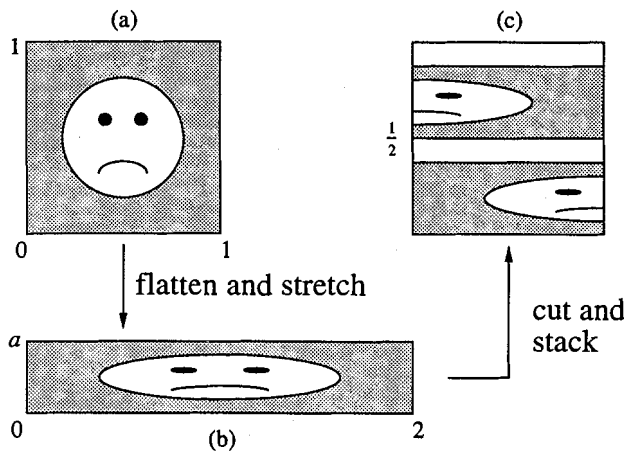 (a)
(c)
1
0
1
flatten and stretch
1/2
cut and
stack
a
0
2
(b)